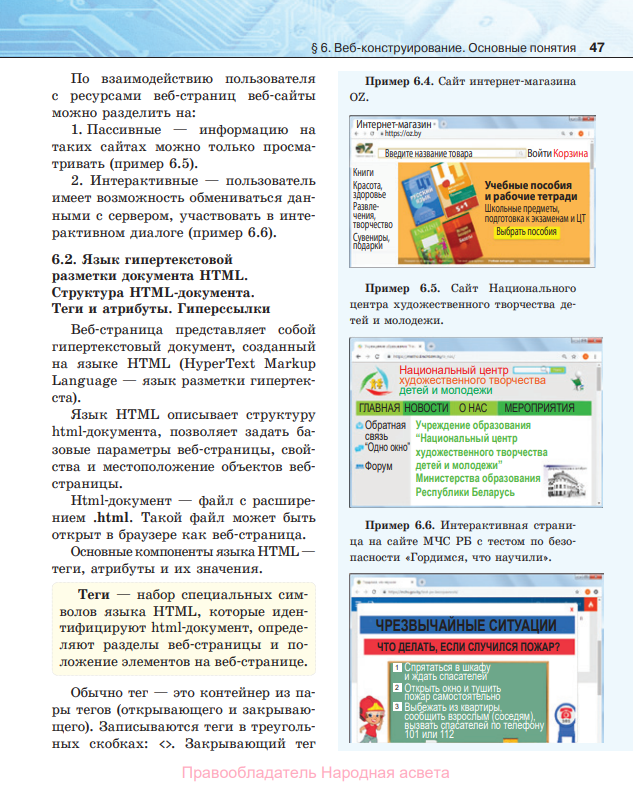 § 6. Веб-конструирование. Основные понятия 47
По взаимодействию пользователя
с ресурсами веб-страниц веб-сайты
можно разделить на:
1. Пассивные — информацию на
таких сайтах можно только просма-
тривать (пример 6.5).
2. Интерактивные — пользователь
имеет возможность обмениваться дан-
ными с сервером, участвовать в инте-
рактивном диалоге (пример 6.6).
6.2. Язык гипертекстовой
разметки документа HTML.
Структура HTML-документа.
Теги и атрибуты. Гиперссылки
Веб-страница представляет собой
гипертекстовый документ, созданный
на языке HTML (HyperText Markup
Language — язык разметки гипертек-
ста).
Язык HTML описывает структуру
html-документа, позволяет задать ба-
зовые параметры веб-страницы, свой-
ства и местоположение объектов веб-
страницы.
Html-документ — файл с расшире-
нием .html. Такой файл может быть
открыт в браузере как веб-страница.
Основные компоненты языка HTML —
теги, атрибуты и их значения.
Теги — набор специальных сим-
волов языка HTML, которые иден-
тифицируют html-документ, опреде-
ляют разделы веб-страницы и по-
ложение элементов на веб-странице.
Обычно тег — это контейнер из па-
ры тегов (открывающего и закрываю-
щего). Записываются теги в треуголь-
ных скобках: <>. Закрывающий тег
Пример 6.4. Сайт интернет-магазина
OZ.
Интернет-магазин
https://oz.by
OZ
Введите название товара
Войти Корзина
Книги
Красота,
здоровье
Развле-
чения,
творчество
Сувениры,
подарки
Учебные пособия
и рабочие тетради
Школьные предметы,
подготовка к экзаменам и ЦТ
Выбрать пособия
Пример 6.5. Сайт Национального
центра художественного творчества де-
тей и молодежи.
Национальный центр
художественного творчества
детей и молодежи
ГЛАВНАЯ НОВОСТИ О НАС МЕРОПРИЯТИЯ
Обратная
связь
"Одно окно"
Форум
Учреждение образования
“Национальный центр
художественного творчества
детей и молодежи”
Министерства образования
Республики Беларусь
Пример 6.6. Интерактивная страни-
ца на сайте МЧС РБ с тестом по безо-
пасности «Гордимся, что научили».
ЧРЕЗВЫЧАЙНЫЕ СИТУАЦИИ
ЧТО ДЕЛАТЬ, ЕСЛИ СЛУЧИЛСЯ ПОЖАР?
1 Спрятаться в шкафу
и ждать спасателей
2 Открыть окно и тушить
пожар самостоятельно
3 Выбежать из квартиры,
сообщить взрослым (соседям),
вызвать спасателей по телефону
101 или 112
Правообладатель Народная асвета